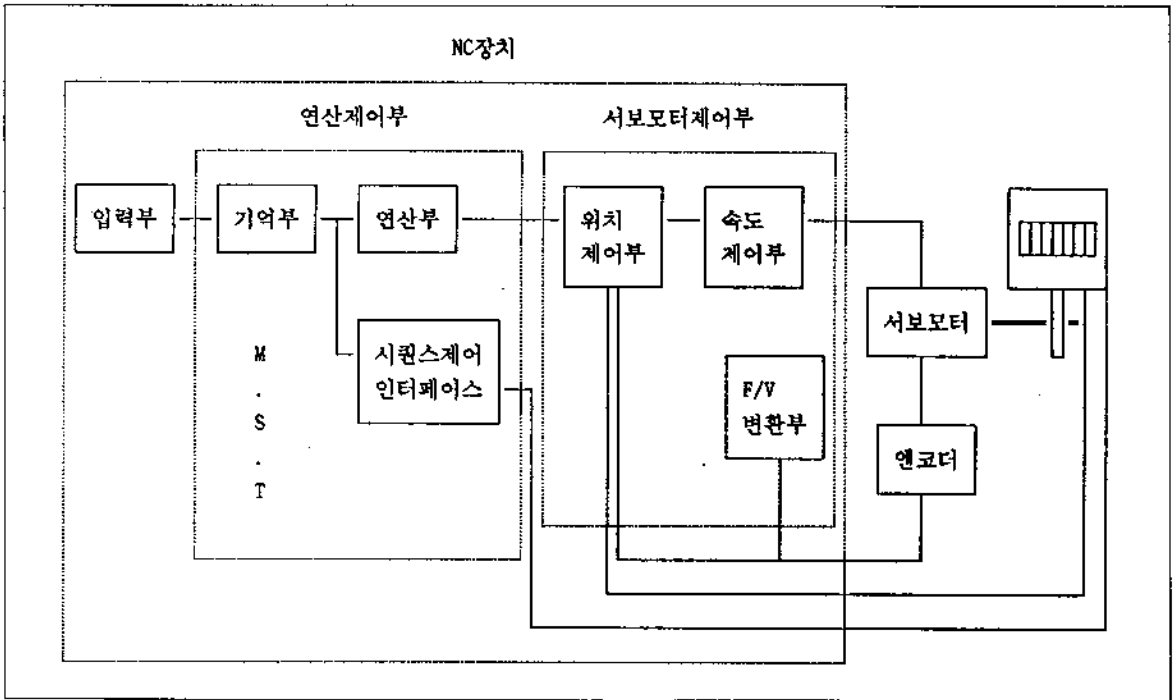 NC장치
연산제어부
서보모터제어부
입력부
기억부
연산부
위치
제어부
속도
제어부
서보모터
시퀀스제어
인터페이스
M
.
S
.
T
F/V
변환부
엔코더